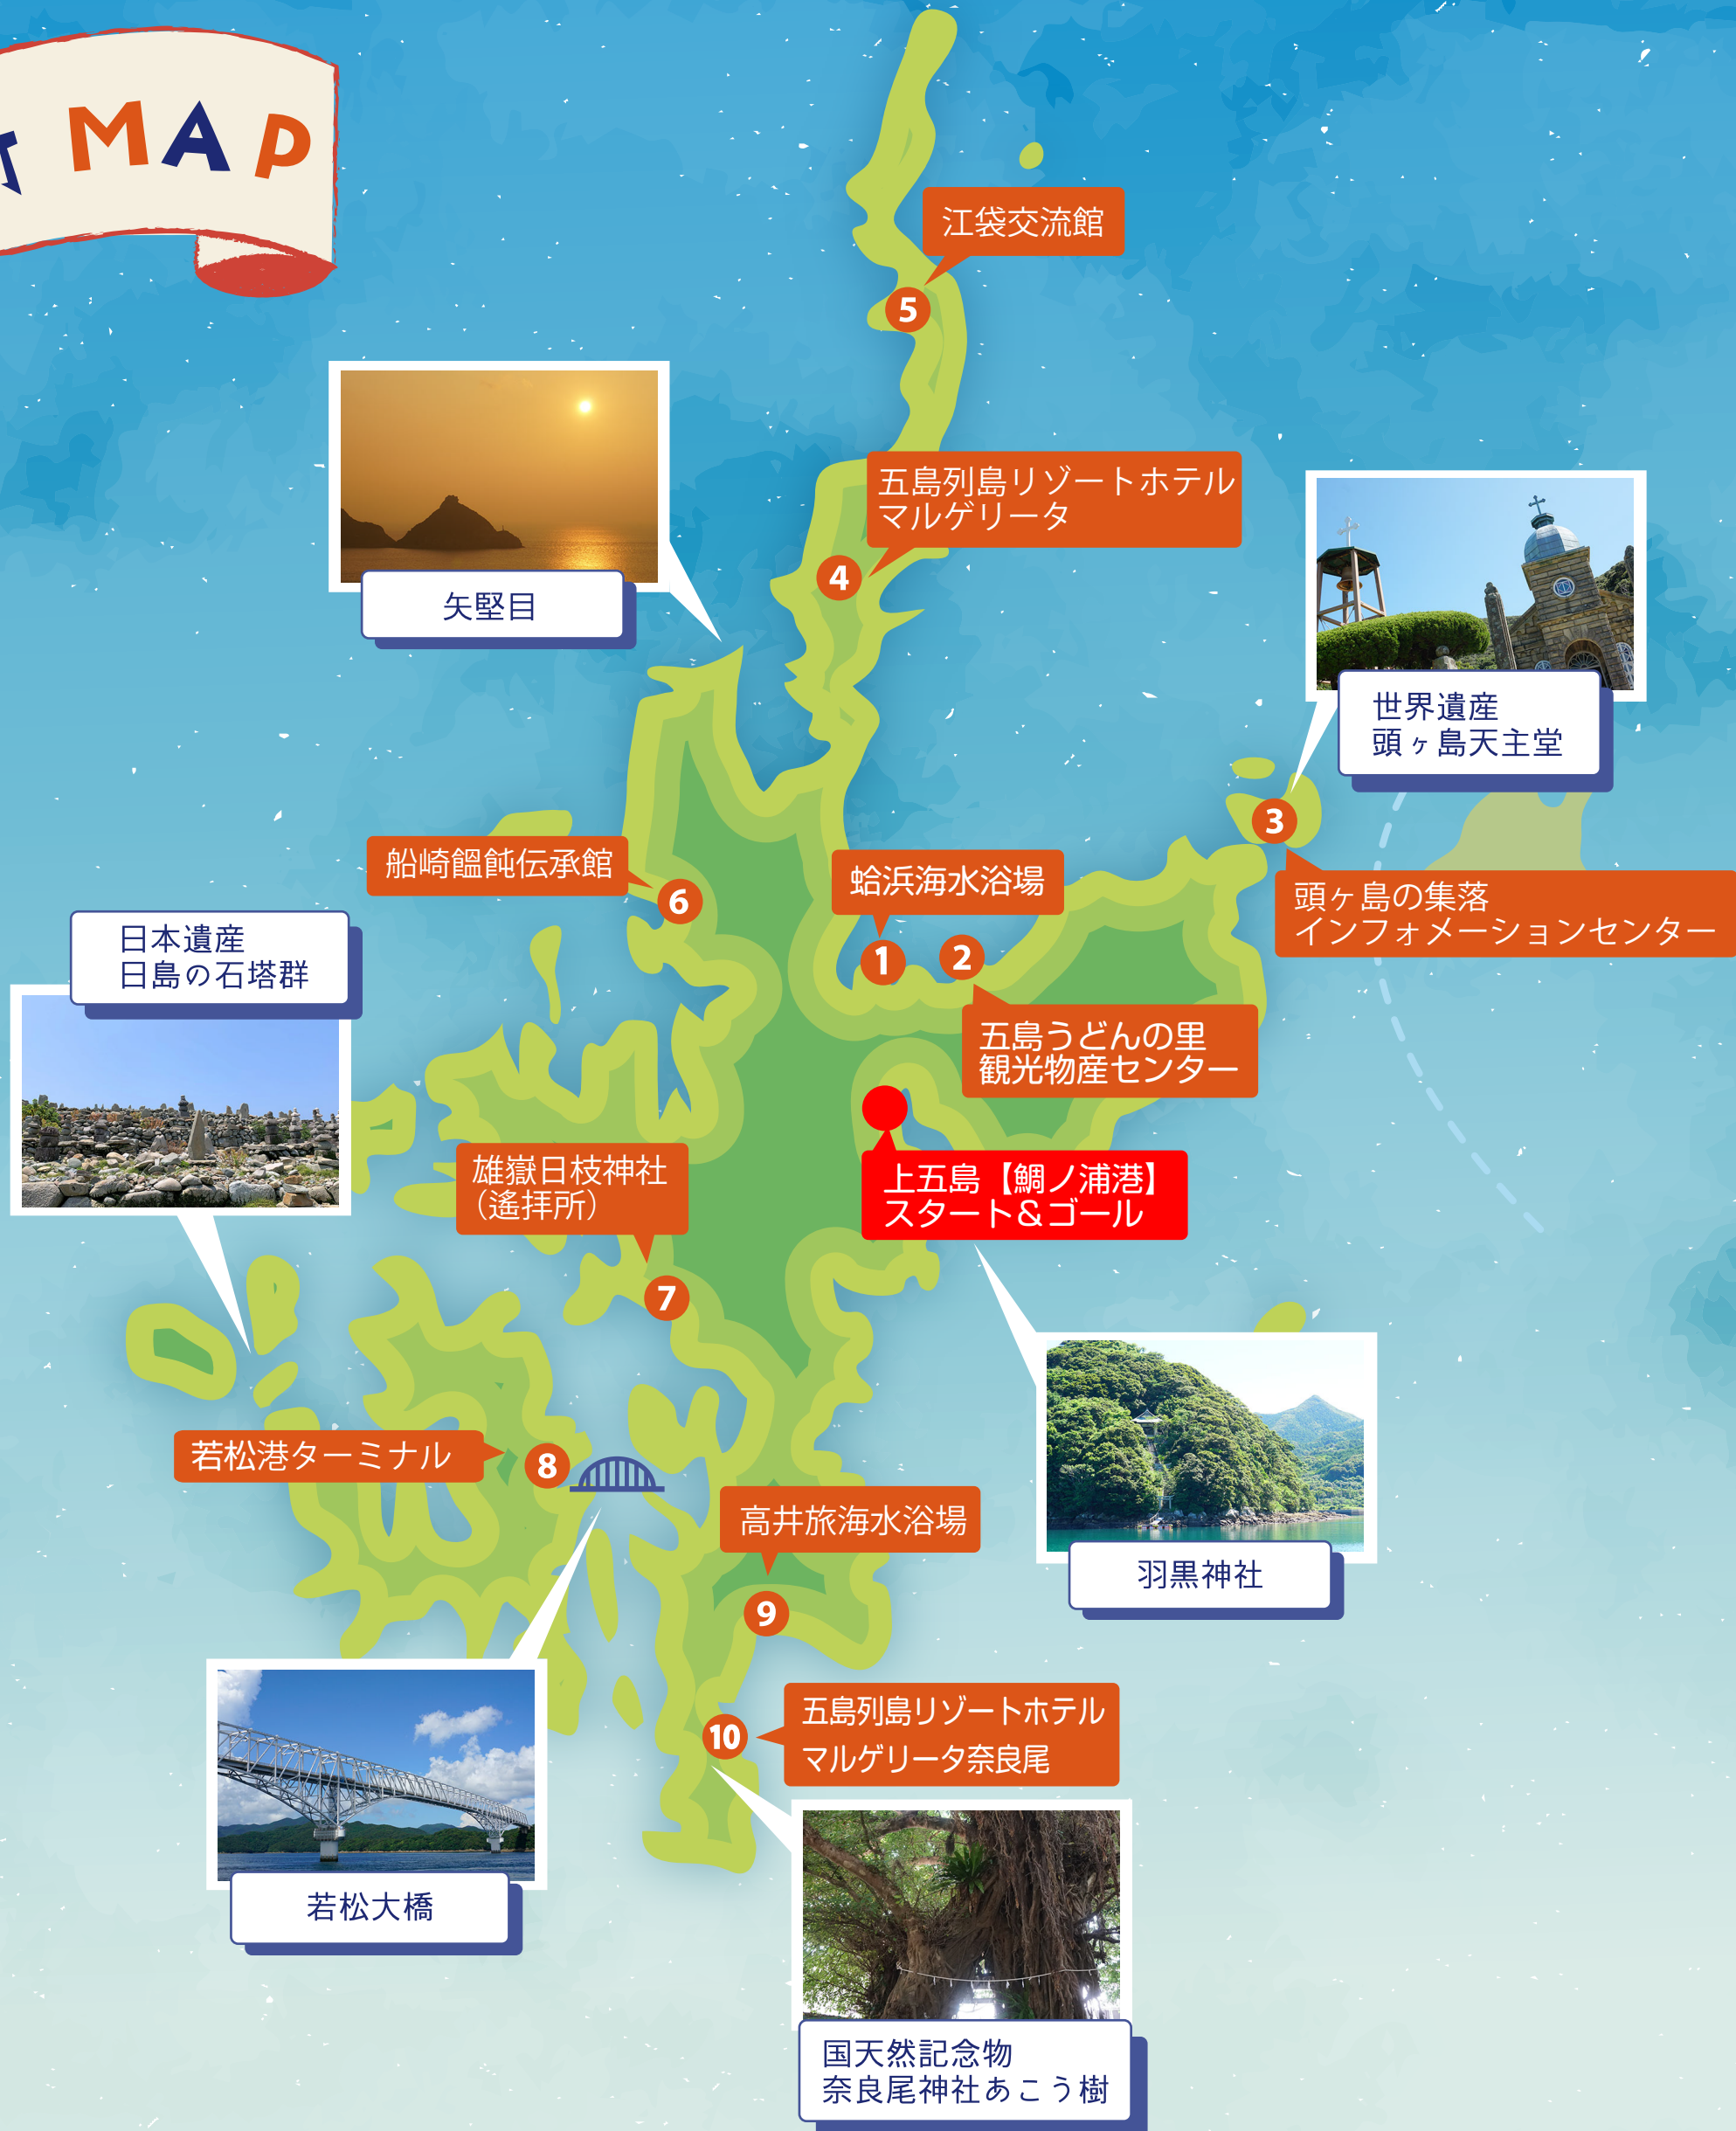 MAP
江袋交流館
5
五島列島リゾートホテル
マルゲリータ
4
矢堅目
世界遺産
頭ヶ島天主堂
3
頭ヶ島の集落
インフォメーションセンター
船崎饂飩伝承館
6
蛤浜海水浴場
1
2
五島うどんの里
観光物産センター
日本遺産
日島の石塔群
上五島【鯛ノ浦港】
スタート&ゴール
雄嶽日枝神社
（遙拝所）
7
羽黒神社
若松港ターミナル
8
高井旅海水浴場
9
五島列島リゾートホテル
マルゲリータ奈良尾
10
若松大橋
国天然記念物
奈良尾神社あこう樹